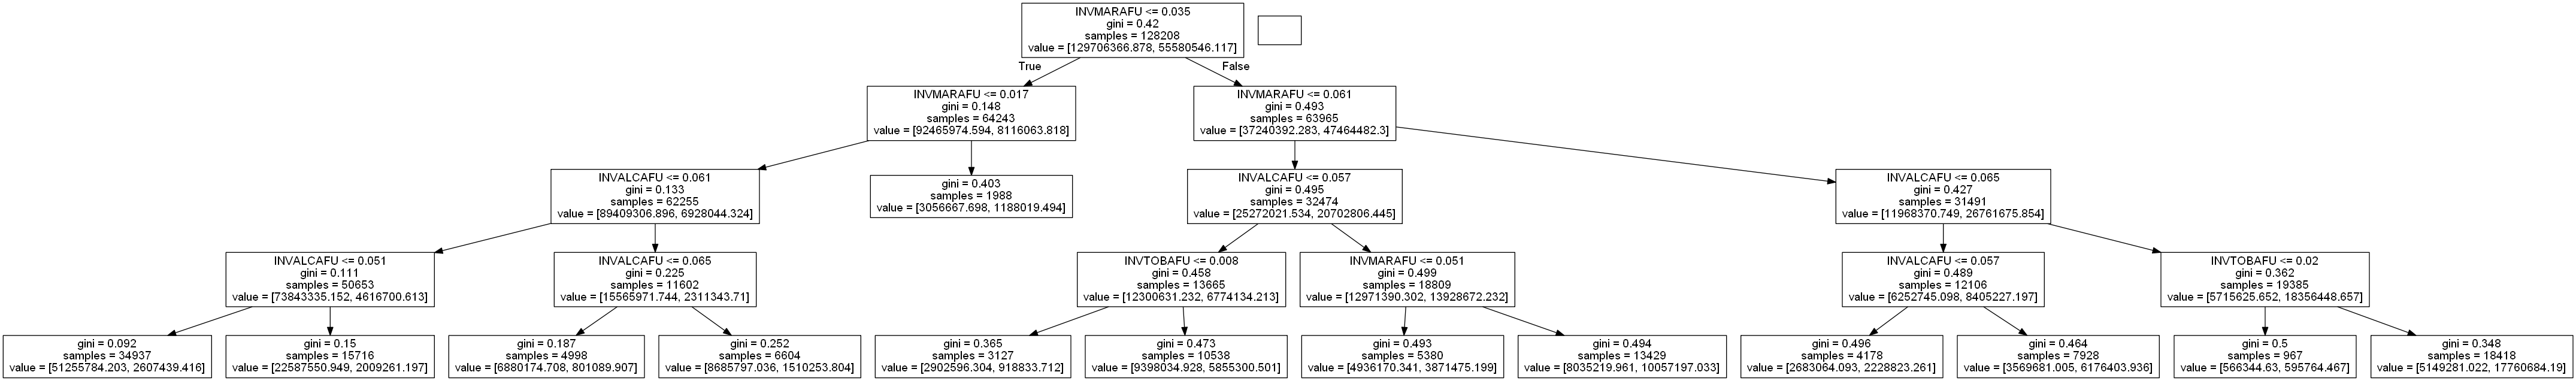 INVMARAFU <= 0.035
gini = 0.42
samples = 128208
value = [129706366.878, 55580546.117]
True
False
INVMARAFU <= 0.017
gini = 0.148
samples = 64243
value = [92465974.594, 8116063.818]
INVMARAFU <= 0.061
gini = 0.493
samples = 63965
value = [37240392.283, 47464482.3]
INVALCAFU <= 0.061
gini = 0.133
samples = 62255
value = [89409306.896, 6928044.324]
gini = 0.403
samples = 1988
value = [3056667.698, 1188019.494]
INVALCAFU <= 0.057
gini = 0.495
samples = 32474
value = [25272021.534, 20702806.445]
INVALCAFU <= 0.065
gini = 0.427
samples = 31491
value = [11968370.749, 26761675.854]
INVALCAFU <= 0.051
gini = 0.111
samples = 50653
value = [73843335.152, 4616700.613]
INVALCAFU <= 0.065
gini = 0.225
samples = 11602
value = [15565971.744, 2311343.71]
INVTOBAFU <= 0.008
gini = 0.458
samples = 13665
value = [12300631.232, 6774134.213]
INVMARAFU <= 0.051
gini = 0.499
samples = 18809
value = [12971390.302, 13928672.232]
INVALCAFU <= 0.057
gini = 0.489
samples = 12106
value = [6252745.098, 8405227.197]
INVTOBAFU <= 0.02
gini = 0.362
samples = 19385
value = [5715625.652, 18356448.657]
gini = 0.092
samples = 34937
value = [51255784.203, 2607439.416]
gini = 0.15
samples = 15716
value = [22587550.949, 2009261.197]
gini = 0.187
samples = 4998
value = [6880174.708, 801089.907]
gini = 0.252
samples = 6604
value = [8685797.036, 1510253.804]
gini = 0.365
samples = 3127
value = [2902596.304, 918833.712]
gini = 0.473
samples = 10538
value = [9398034.928, 5855300.501]
gini = 0.493
samples = 5380
value = [4936170.341, 3871475.199]
gini = 0.494
samples = 13429
value = [8035219.961, 10057197.033]
gini = 0.496
samples = 4178
value = [2683064.093, 2228823.261]
gini = 0.464
samples = 7928
value = [3569681.005, 6176403.936]
gini = 0.5
samples = 967
value = [566344.63, 595764.467]
gini = 0.348
samples = 18418
value = [5149281.022, 17760684.19]